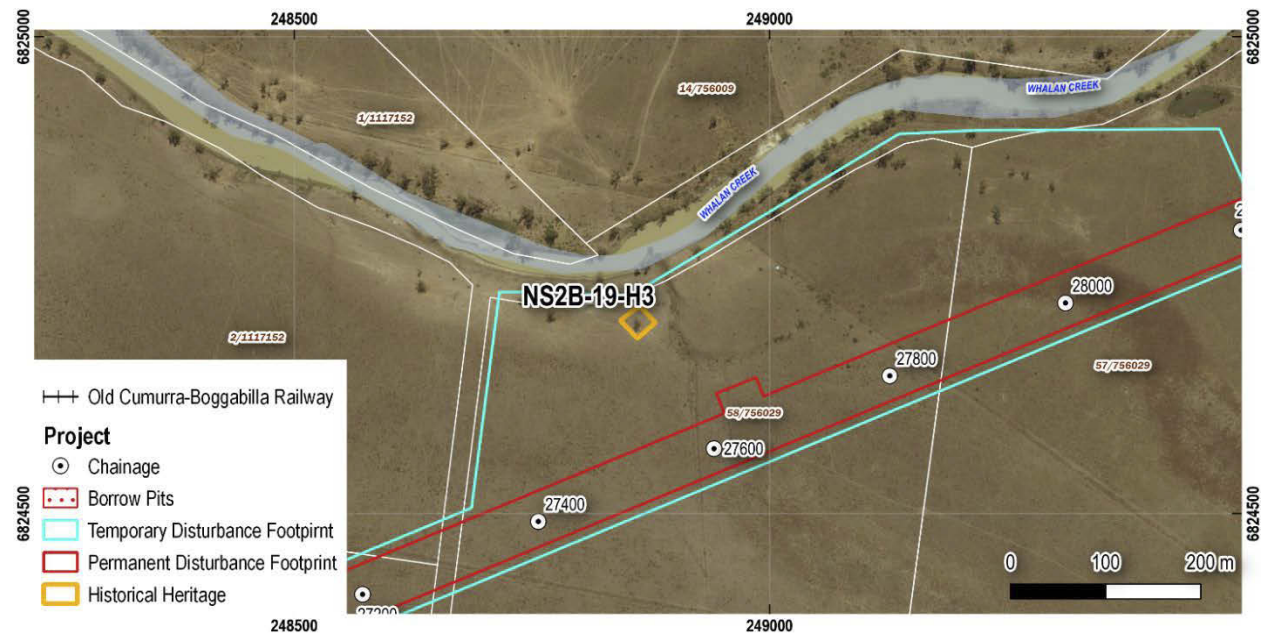 248500
249000
6825000
6825000
14/756009
WHALAN CREEK
1/1117152
WHALAN CREEK
NS2B-19-H3
28000
2/1117152
27800
57/756029
58/756029
27600
27400
6824500
6824500
Old Cumurra-Boggabilla Railway
Project
Chainage
Borrow Pits
Temporary Disturbance Footpirnt
Permanent Disturbance Footprint
Historical Heritage
0 100 200 m
248500
249000